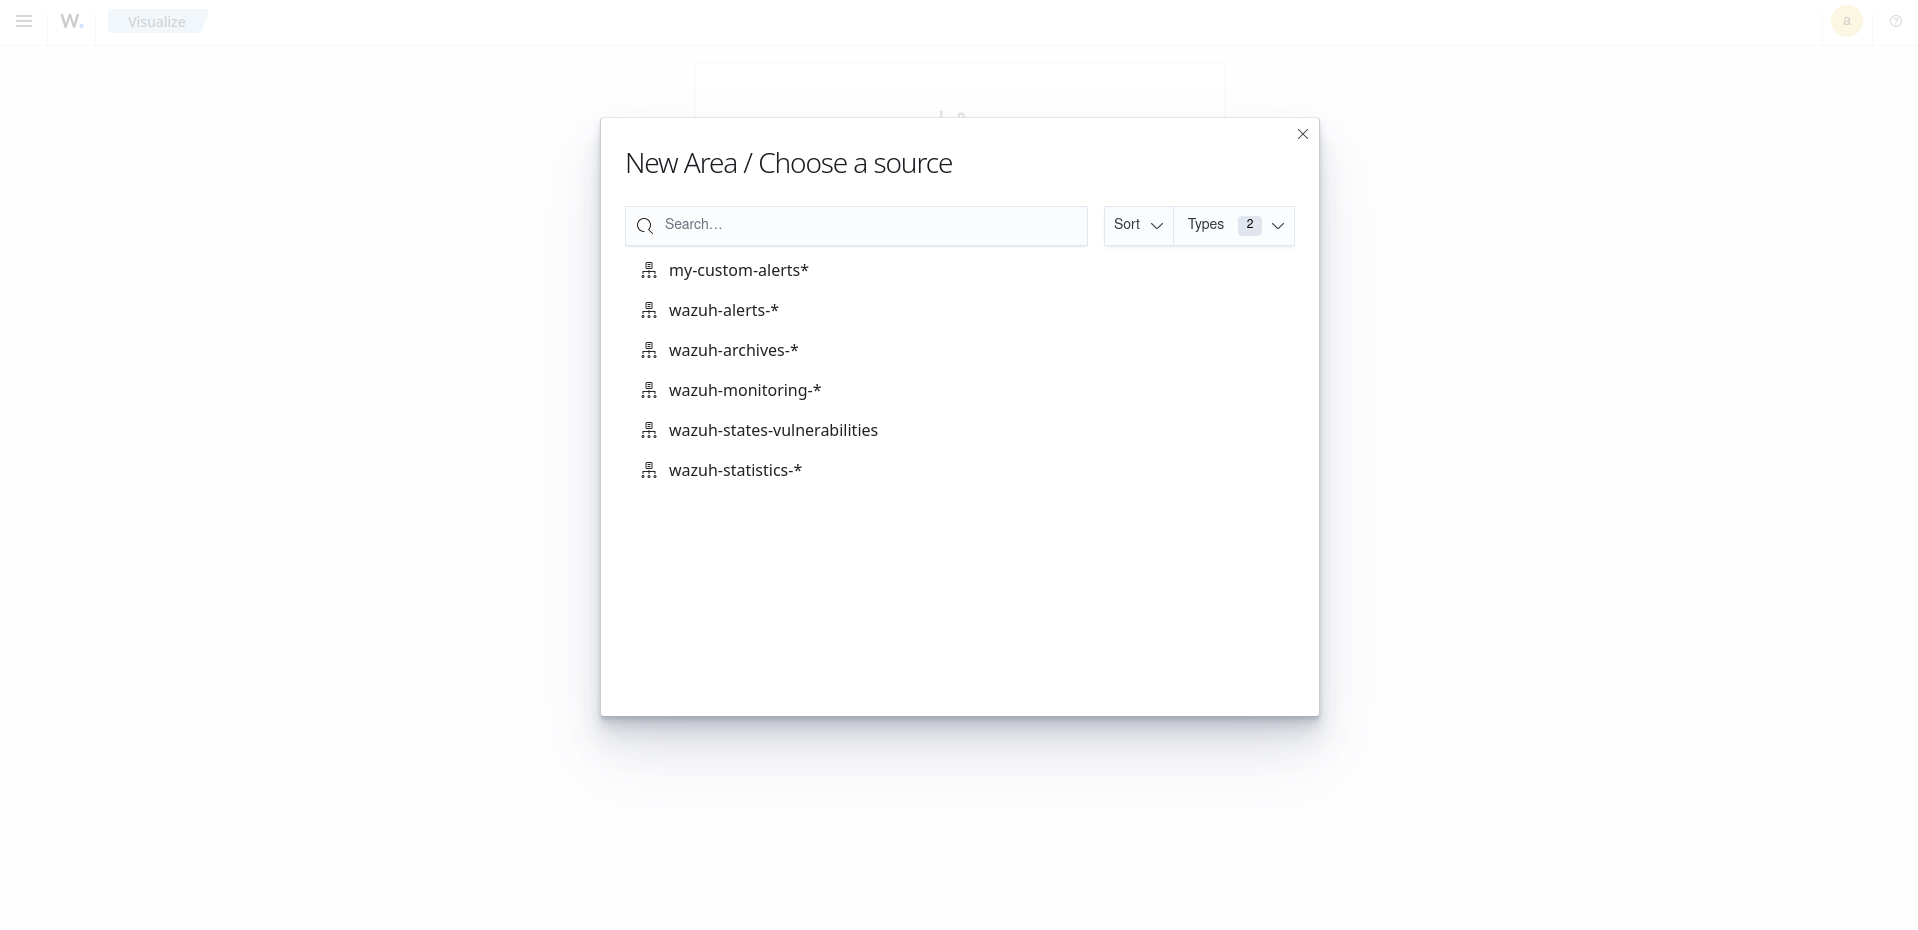 W. Visualize a
New Area / Choose a source
Search... Sort Types 2
my-custom-alerts*
wazuh-alerts-*
wazuh-archives-*
wazuh-monitoring-*
wazuh-states-vulnerabilities
wazuh-statistics-*